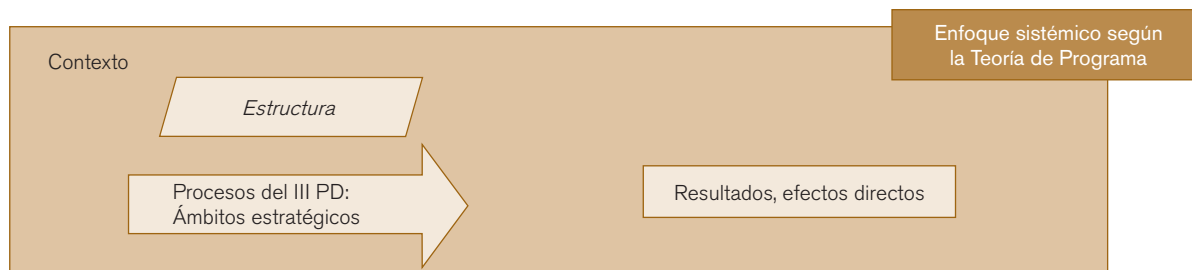 Enfoque sistémico según
la Teoría de Programa
Contexto
Estructura
Procesos del III PD:
Ámbitos estratégicos
Resultados, efectos directos